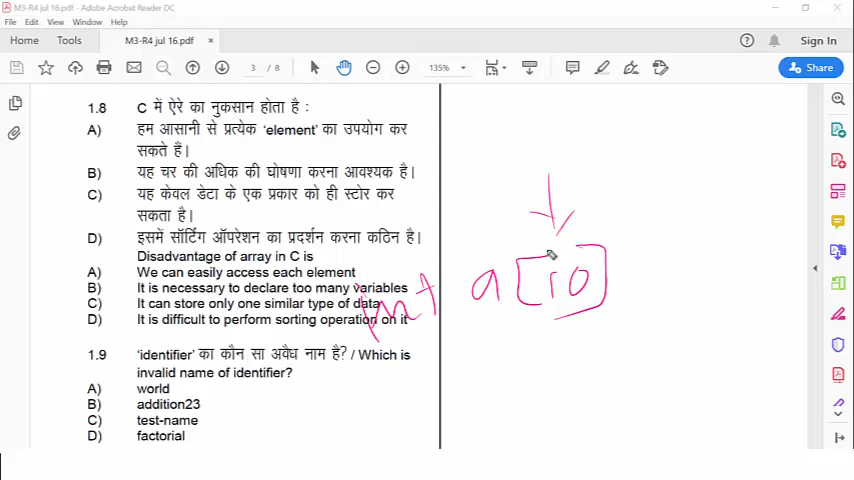 M3-R4 jul 16.pdf - Adobe Acrobat Reader DC
File Edit View Window Help
Home Tools M3-R4 jul 16.pdf × Sign In
3 / 8 135% Share
1.8 C में ऐरे का नुकसान होता है :
A) हम आसानी से प्रत्येक 'element' का उपयोग कर
सकते हैं।
B) यह चर की अधिक की घोषणा करना आवश्यक है।
C) यह केवल डेटा के एक प्रकार को ही स्टोर कर
सकता है।
D) इसमें सॉर्टिंग ऑपरेशन का प्रदर्शन करना कठिन है।
Disadvantage of array in C is
A) We can easily access each element
B) It is necessary to declare too many variables
C) It can store only one similar type of data
D) It is difficult to perform sorting operation on it
int a[10]
1.9 'identifier' का कौन सा अवैध नाम है? / Which is
invalid name of identifier?
A) world
B) addition23
C) test-name
D) factorial